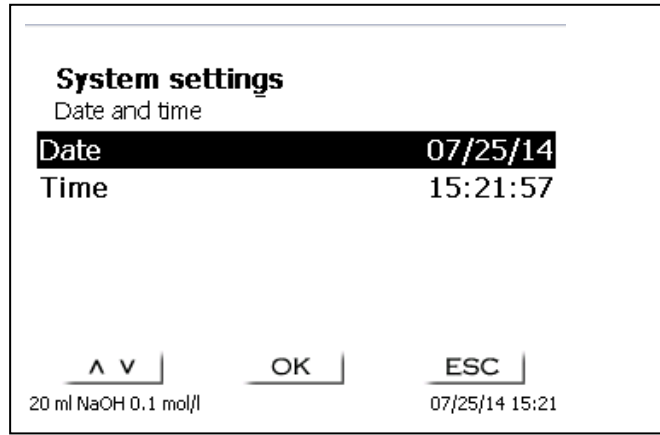 System settings
Date and time
Date 07/25/14
Time 15:21:57
∧ ∨ OK ESC
20 ml NaOH 0.1 mol/l 07/25/14 15:21